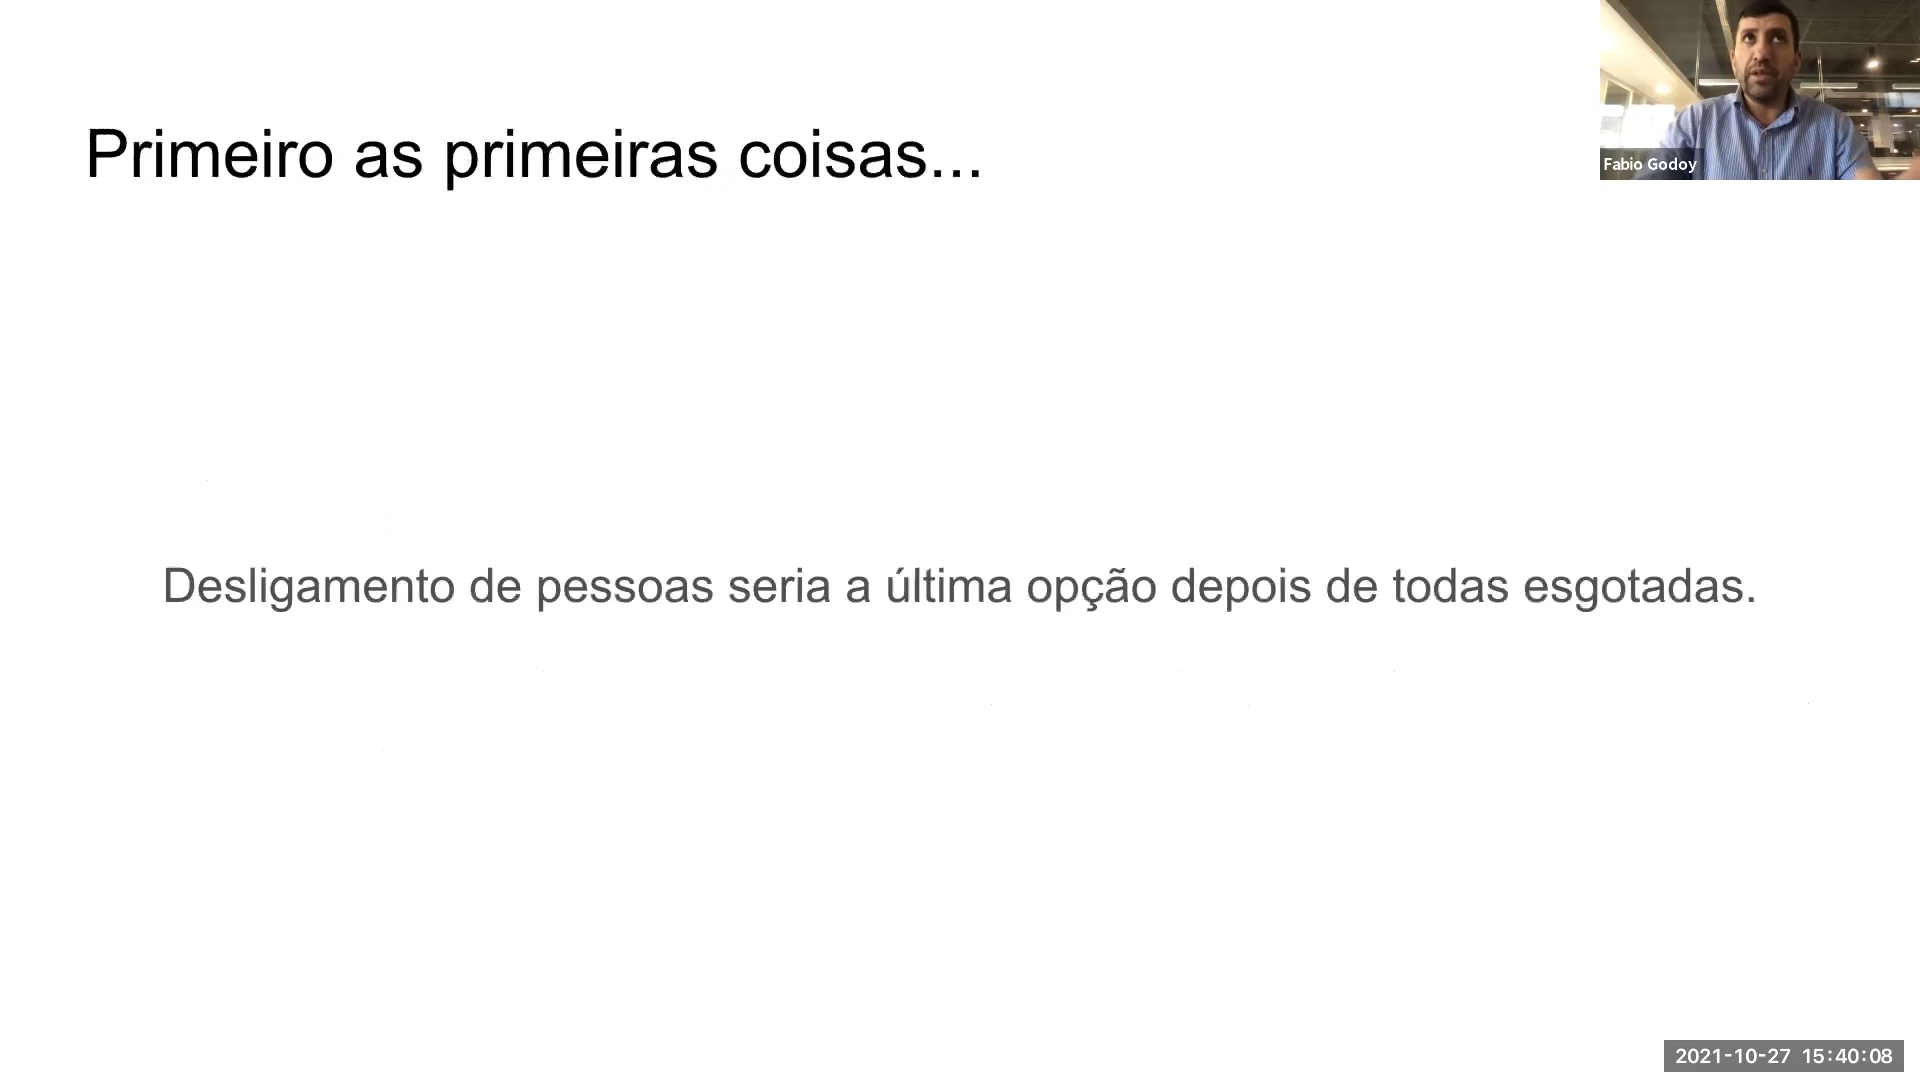 Primeiro as primeiras coisas...
Fabio Godoy
Desligamento de pessoas seria a última opção depois de todas esgotadas.
2021-10-27 15:40:08